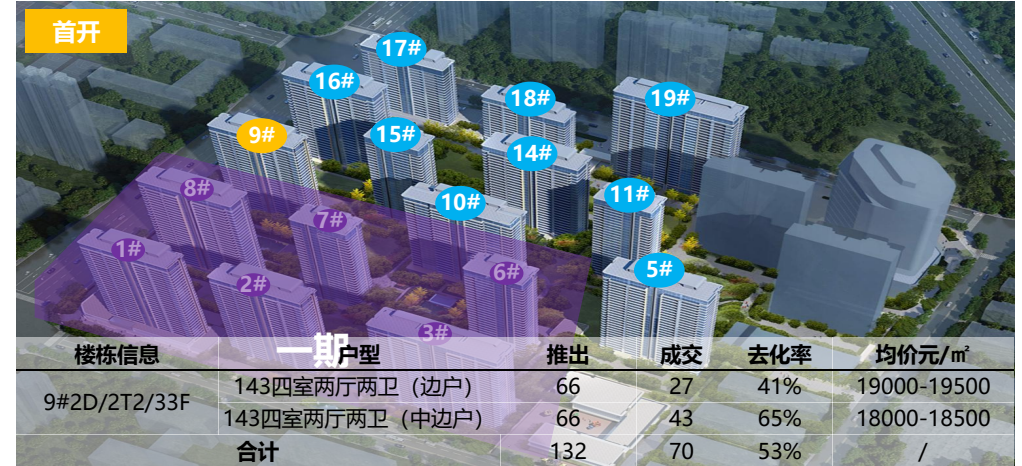 首开
17#
16#
18#
19#
9#
15#
14#
8#
10#
11#
7#
1#
2#
6#
5#
3#
一期
楼栋信息 户型 推出 成交 去化率 均价元/㎡
9#2D/2T2/33F 143四室两厅两卫（边户） 66 27 41% 19000-19500
143四室两厅两卫（中边户） 66 43 65% 18000-18500
合计 132 70 53% /